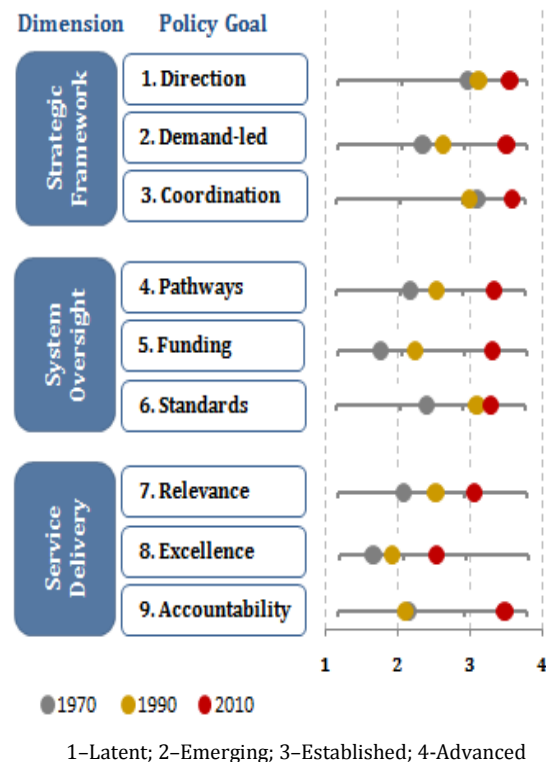 Dimension Policy Goal
Strategic Framework
1. Direction
2. Demand-led
3. Coordination
System Oversight
4. Pathways
5. Funding
6. Standards
Service Delivery
7. Relevance
8. Excellence
9. Accountability
1 2 3 4
1970 1990 2010
1–Latent; 2–Emerging; 3–Established; 4-Advanced